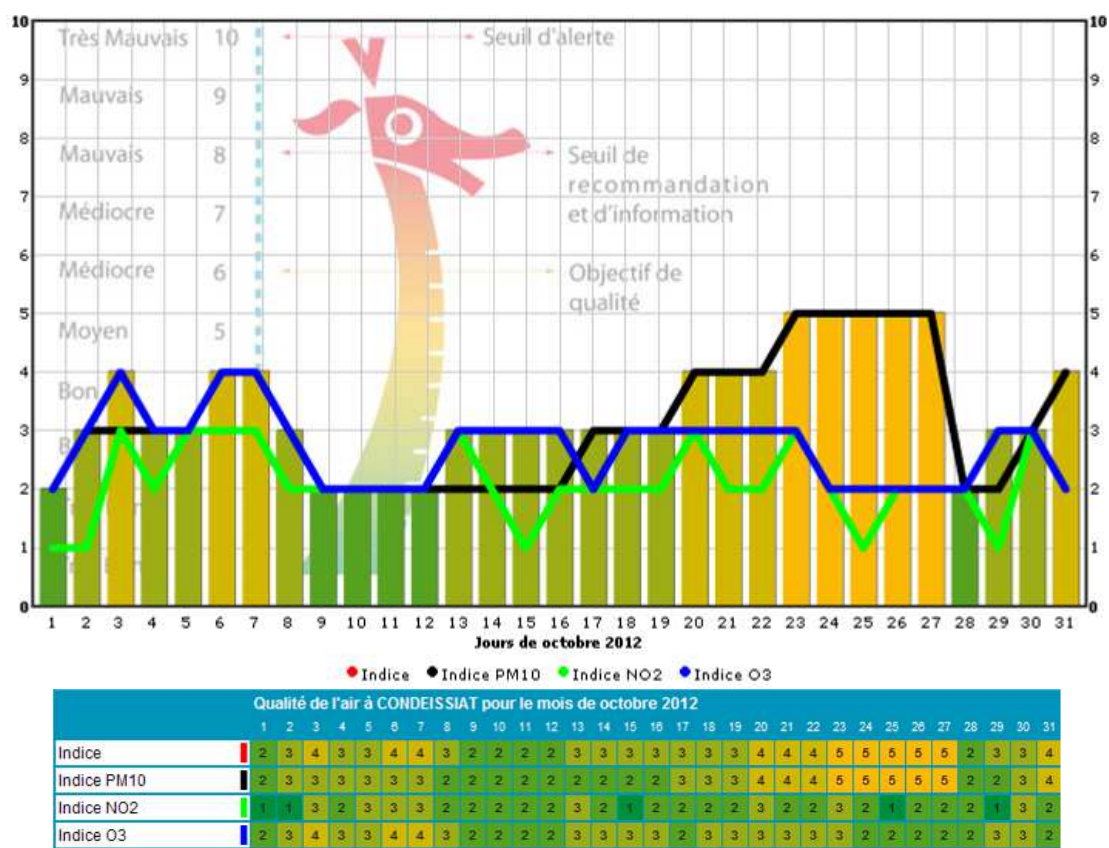 10 Très Mauvais 10 Seuil d'alerte 10
9 Mauvais 9 9
8 Mauvais 8 Seuil de 8
recommandation
7 Médiocre 7 et d'information 7
6 Médiocre 6 Objectif de 6
qualité
5 Moyen 5 5
4 Bon 4
3 3
2 2
1 1
0 0
1 2 3 4 5 6 7 8 9 10 11 12 13 14 15 16 17 18 19 20 21 22 23 24 25 26 27 28 29 30 31
Jours de octobre 2012
Indice Indice PM10 Indice NO2 Indice O3
Qualité de l'air à CONDEISSIAT pour le mois de octobre 2012
1 2 3 4 5 6 7 8 9 10 11 12 13 14 15 16 17 18 19 20 21 22 23 24 25 26 27 28 29 30 31
Indice 2 3 4 3 3 4 4 3 2 2 2 2 3 3 3 3 3 3 3 4 4 4 5 5 5 5 5 2 3 3 4
Indice PM10 2 3 3 3 3 3 3 2 2 2 2 2 2 2 2 2 3 3 3 4 4 4 5 5 5 5 5 2 2 3 4
Indice NO2 1 1 3 2 3 3 3 2 2 2 2 2 3 2 1 2 2 2 2 3 2 2 3 2 1 2 2 2 1 3 2
Indice O3 2 3 4 3 3 4 4 3 2 2 2 2 3 3 3 3 2 3 3 3 3 3 3 2 2 2 2 2 3 3 2